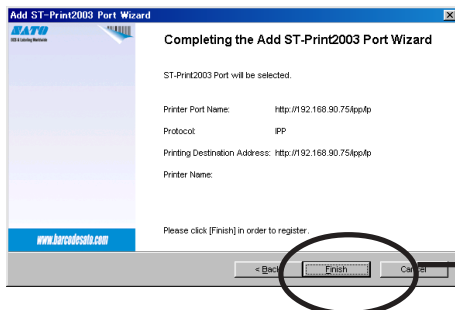 Add ST-Print2003 Port Wizard
SATO
Completing the Add ST-Print2003 Port Wizard
ST-Print2003 Port will be selected.
Printer Port Name: http://192.168.90.75/ipp/lp
Protocol: IPP
Printing Destination Address: http://192.168.90.75/ipp/lp
Printer Name:
Please click [Finish] in order to register.
www.barcodesato.com
< Back Finish Cancel